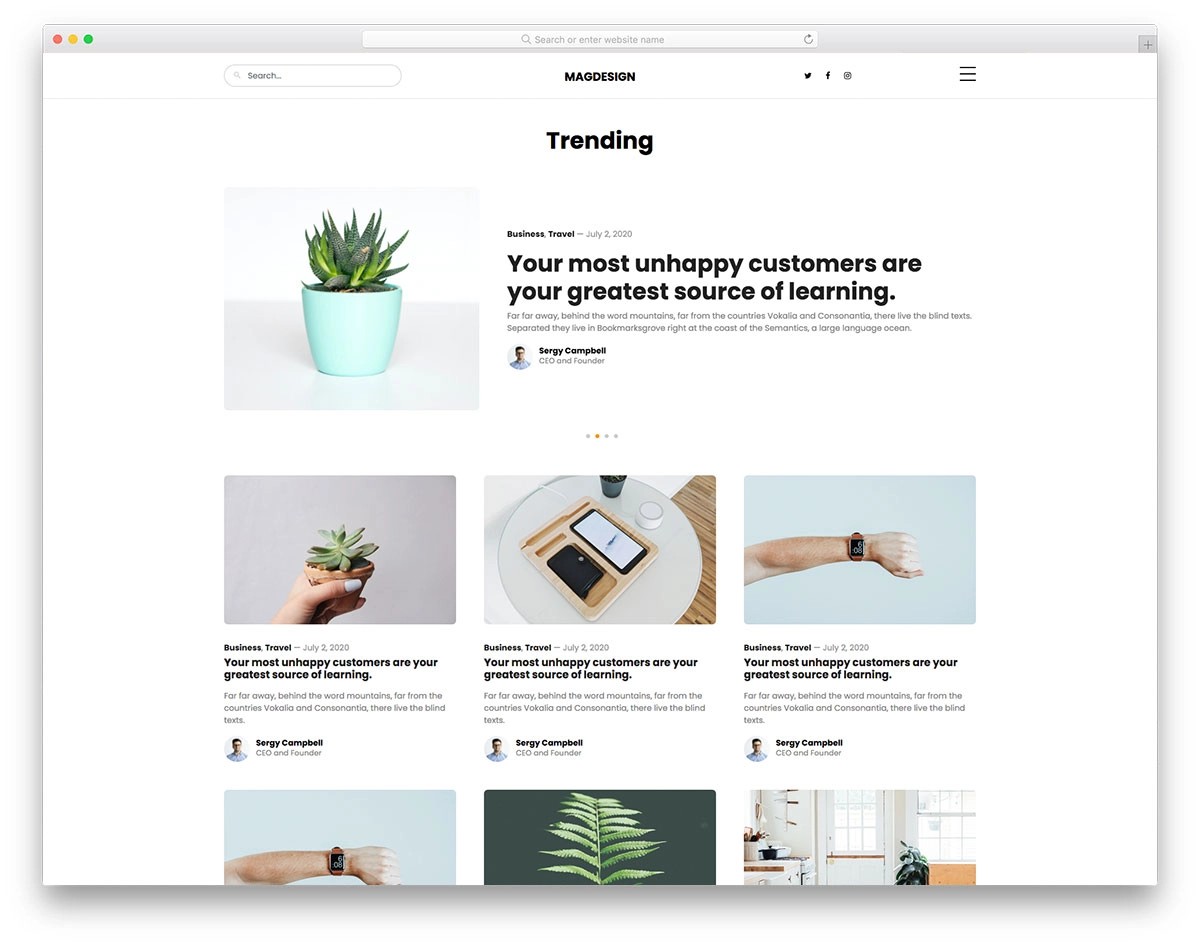 Search or enter website name
Search...
MAGDESIGN
Trending
Business, Travel — July 2, 2020
Your most unhappy customers are
your greatest source of learning.
Far far away, behind the word mountains, far from the countries Vokalia and Consonantia, there live the blind texts.
Separated they live in Bookmarksgrove right at the coast of the Semantics, a large language ocean.
Sergy Campbell
CEO and Founder
Business, Travel — July 2, 2020
Your most unhappy customers are your
greatest source of learning.
Far far away, behind the word mountains, far from the
countries Vokalia and Consonantia, there live the blind
texts.
Sergy Campbell
CEO and Founder
Business, Travel — July 2, 2020
Your most unhappy customers are your
greatest source of learning.
Far far away, behind the word mountains, far from the
countries Vokalia and Consonantia, there live the blind
texts.
Sergy Campbell
CEO and Founder
Business, Travel — July 2, 2020
Your most unhappy customers are your
greatest source of learning.
Far far away, behind the word mountains, far from the
countries Vokalia and Consonantia, there live the blind
texts.
Sergy Campbell
CEO and Founder